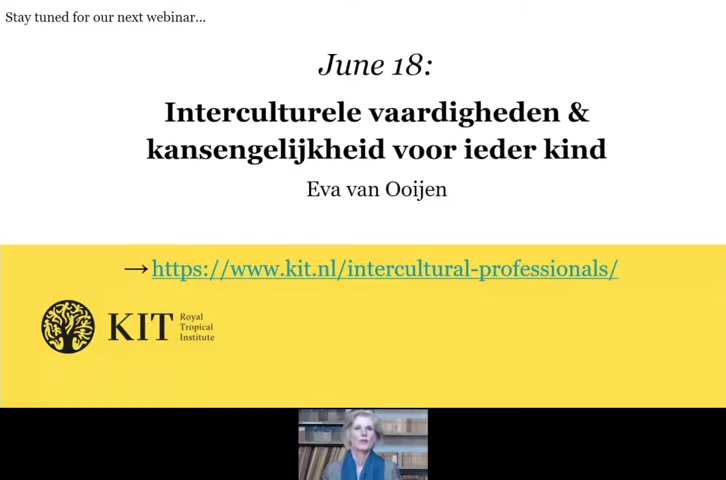 Stay tuned for our next webinar...
June 18:
Interculturele vaardigheden &
kansengelijkheid voor ieder kind
Eva van Ooijen
→https://www.kit.nl/intercultural-professionals/
KIT
Royal
Tropical
Institute